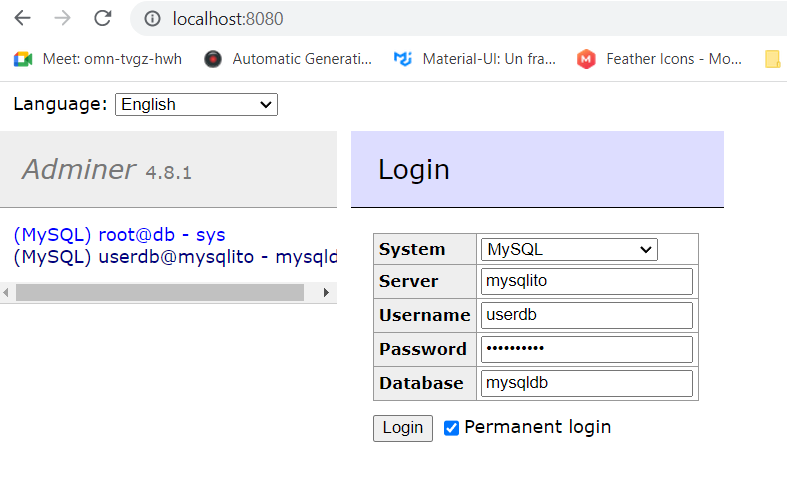 localhost:8080
Meet: omn-tvgz-hwh Automatic Generati... Material-UI: Un fra... Feather Icons - Mo...
Language: English
Adminer 4.8.1
Login
(MySQL) root@db - sys
(MySQL) userdb@mysqlito - mysqld
System MySQL
Server mysqlito
Username userdb
Password ••••••••••
Database mysqldb
Login Permanent login